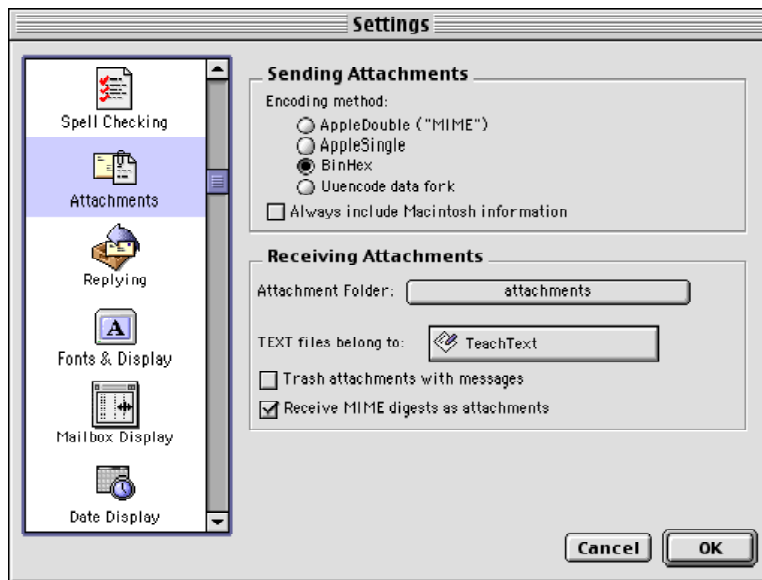 Settings
Spell Checking
Attachments
Replying
A
Fonts & Display
Mailbox Display
Date Display
Sending Attachments
Encoding method:
AppleDouble ("MIME")
AppleSingle
BinHex
Uuencode data fork
Always include Macintosh information
Receiving Attachments
Attachment Folder: attachments
TEXT files belong to: TeachText
Trash attachments with messages
Receive MIME digests as attachments
Cancel OK